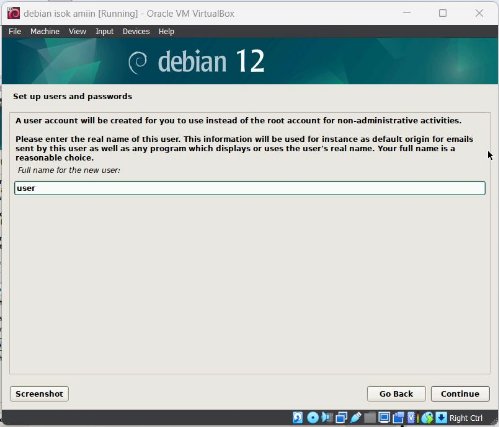 debian isok amiin [Running] - Oracle VM VirtualBox
File Machine View Input Devices Help
debian 12
Set up users and passwords
A user account will be created for you to use instead of the root account for non-administrative activities.
Please enter the real name of this user. This information will be used for instance as default origin for emails
sent by this user as well as any program which displays or uses the user's real name. Your full name is a
reasonable choice.
Full name for the new user:
user
Screenshot Go Back Continue
Right Ctrl